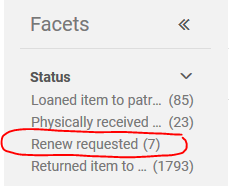 Facets
Status
Loaned item to patr... (85)
Physically received ... (23)
Renew requested (7)
Returned item to ... (1793)